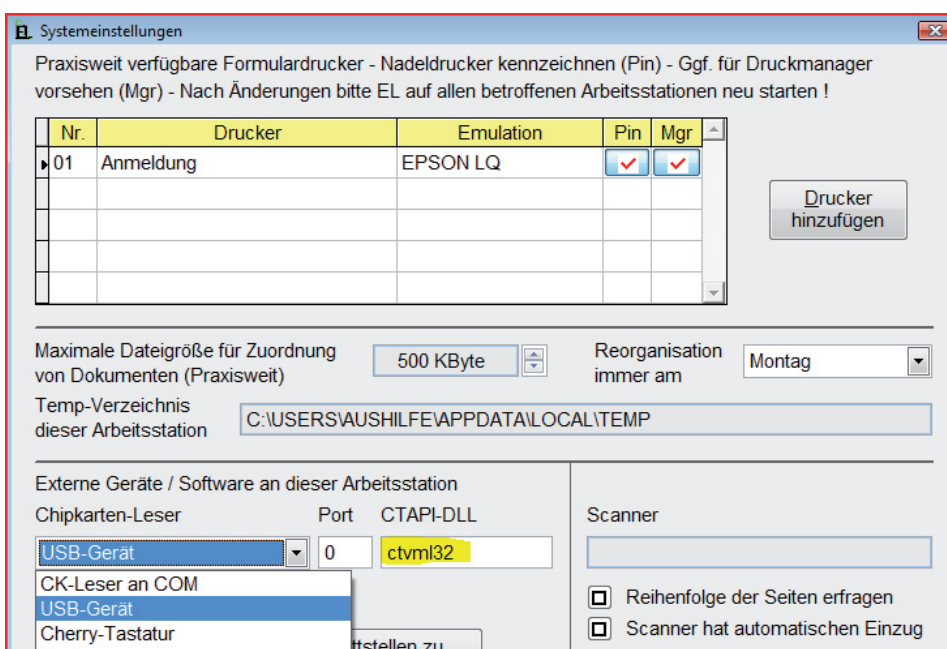 EL Systemeinstellungen
Praxisweit verfügbare Formulardrucker - Nadeldrucker kennzeichnen (Pin) - Ggf. für Druckmanager
vorsehen (Mgr) - Nach Änderungen bitte EL auf allen betroffenen Arbeitsstationen neu starten !
Nr. Drucker Emulation Pin Mgr
01 Anmeldung EPSON LQ
Drucker
hinzufügen
Maximale Dateigröße für Zuordnung
von Dokumenten (Praxisweit)
500 KByte
Reorganisation
immer am
Montag
Temp-Verzeichnis
dieser Arbeitsstation
C:\USERS\AUSHILFE\APPDATA\LOCAL\TEMP
Externe Geräte / Software an dieser Arbeitsstation
Chipkarten-Leser Port CTAPI-DLL
USB-Gerät 0 ctvml32
CK-Leser an COM
USB-Gerät
Cherry-Tastatur
Scanner
Reihenfolge der Seiten erfragen
Scanner hat automatischen Einzug